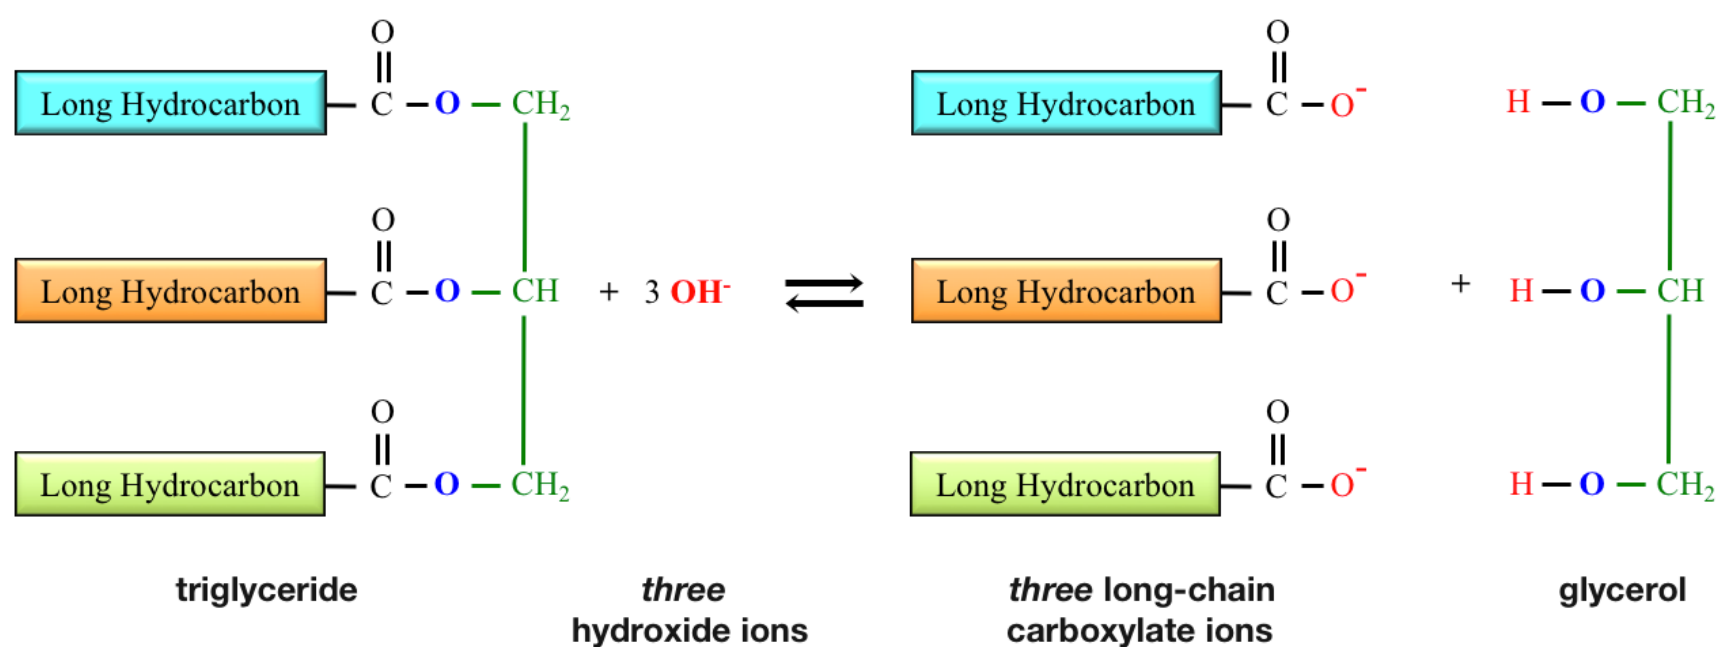 O O
Long Hydrocarbon C O CH₂ Long Hydrocarbon C O⁻ H O CH₂
O O
Long Hydrocarbon C O CH + 3 OH⁻ Long Hydrocarbon C O⁻ + H O CH
O O
Long Hydrocarbon C O CH₂ Long Hydrocarbon C O⁻ H O CH₂
triglyceride three three long-chain glycerol
hydroxide ions carboxylate ions